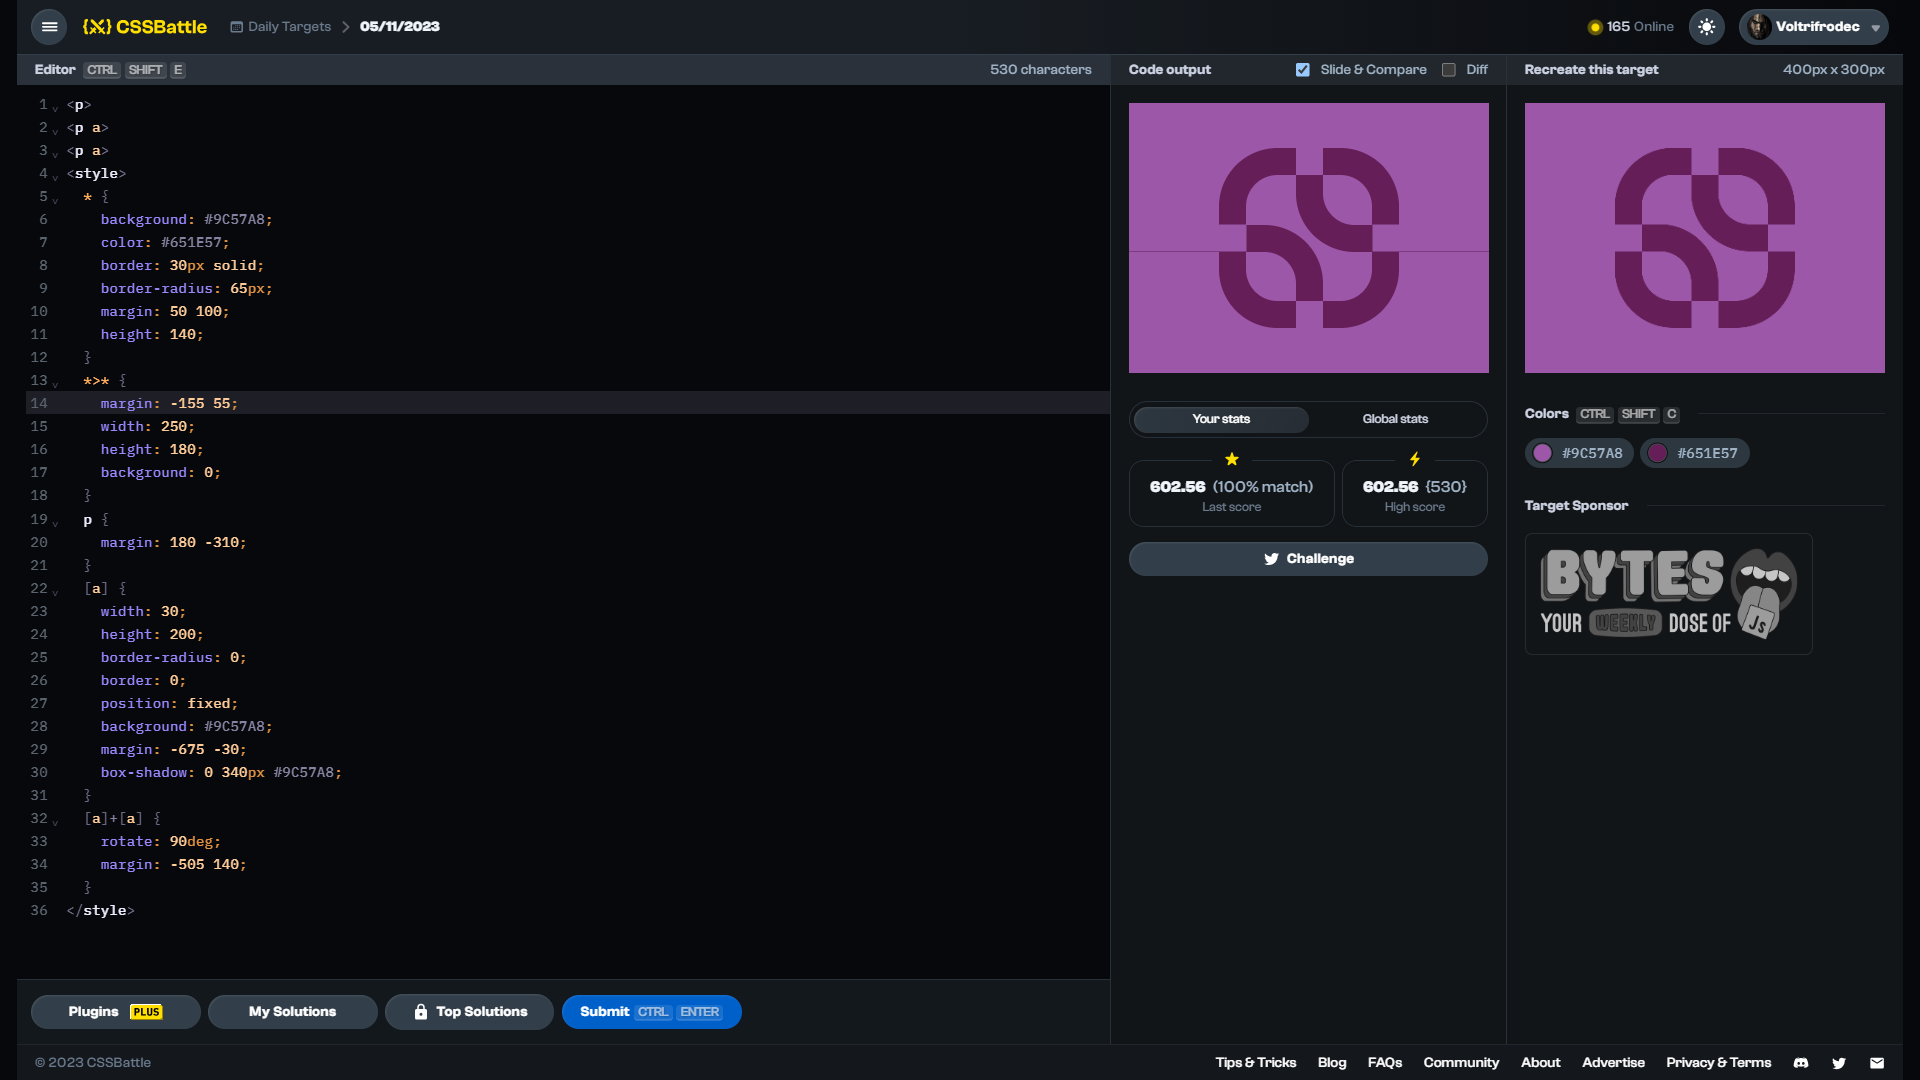 CSSBattle
Daily Targets
05/11/2023
165 Online
Voltrifrodec
Editor CTRL SHIFT E
530 characters
1 <p>
2 <p a>
3 <p a>
4 <style>
5 * {
6 background: #9C57A8;
7 color: #651E57;
8 border: 30px solid;
9 border-radius: 65px;
10 margin: 50 100;
11 height: 140;
12 }
13 *>* {
14 margin: -155 55;
15 width: 250;
16 height: 180;
17 background: 0;
18 }
19 p {
20 margin: 180 -310;
21 }
22 [a] {
23 width: 30;
24 height: 200;
25 border-radius: 0;
26 border: 0;
27 position: fixed;
28 background: #9C57A8;
29 margin: -675 -30;
30 box-shadow: 0 340px #9C57A8;
31 }
32 [a]+[a] {
33 rotate: 90deg;
34 margin: -505 140;
35 }
36 </style>
Plugins PLUS
My Solutions
Top Solutions
Submit CTRL ENTER
Code output
Slide & Compare
Diff
Your stats
Global stats
602.56 (100% match)
Last score
602.56 {530}
High score
Challenge
Recreate this target
400px x 300px
Colors CTRL SHIFT C
#9C57A8
#651E57
Target Sponsor
BYTES
YOUR WEEKLY DOSE OF JS
© 2023 CSSBattle
Tips & Tricks
Blog
FAQs
Community
About
Advertise
Privacy & Terms